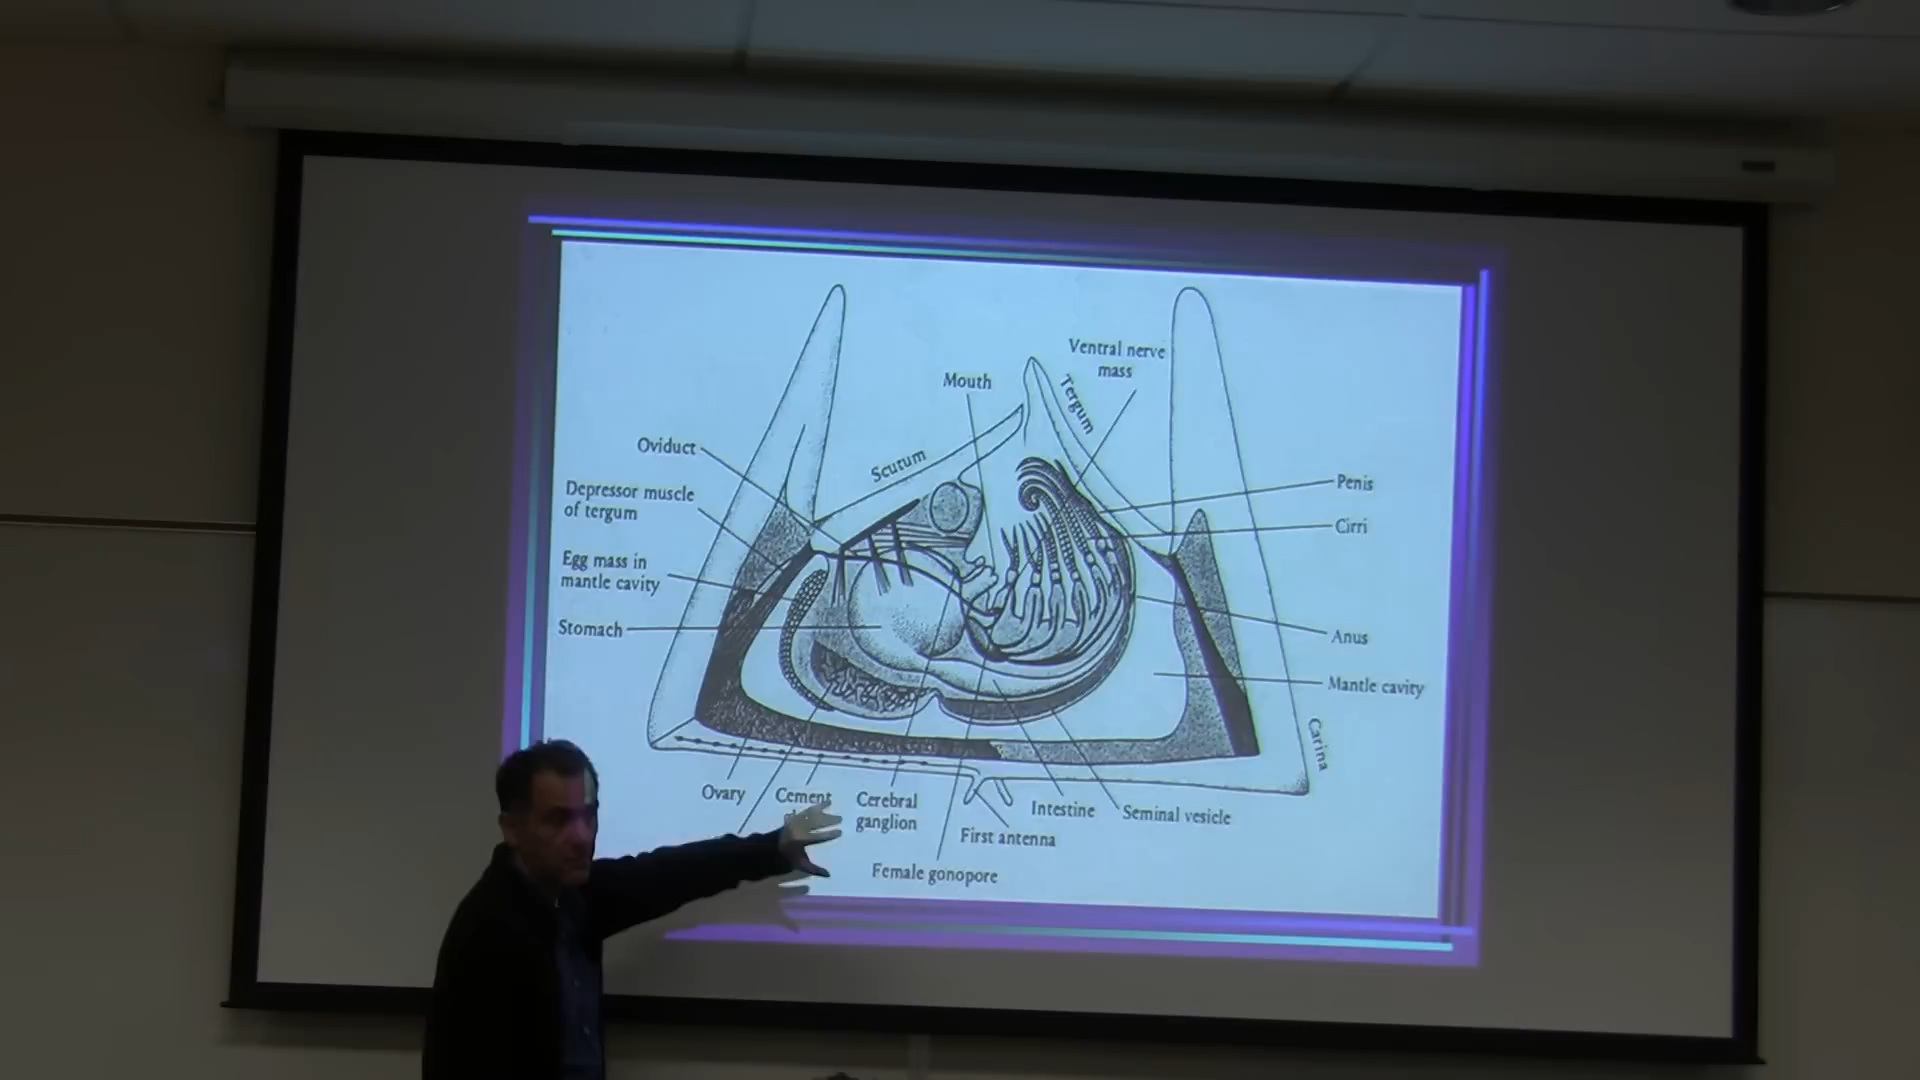 Ventral nerve
mass
Mouth
Tergum
Oviduct
Scutum
Depressor muscle
of tergum
Penis
Cirri
Egg mass in
mantle cavity
Stomach
Anus
Mantle cavity
Carina
Ovary
Cement
Cerebral
ganglion
Intestine
Seminal vesicle
First antenna
Female gonopore